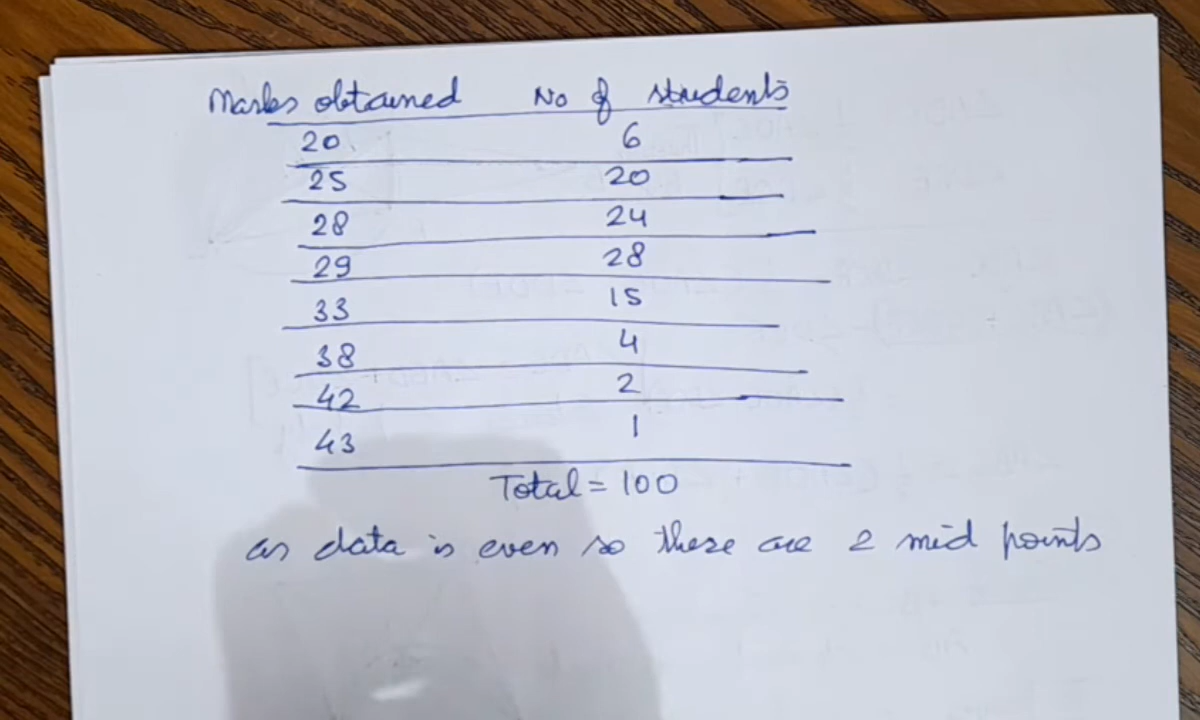 Marks obtained No of students
20 6
25 20
28 24
29 28
33 15
38 4
42 2
43 1
Total = 100
as data is even so there are 2 mid points